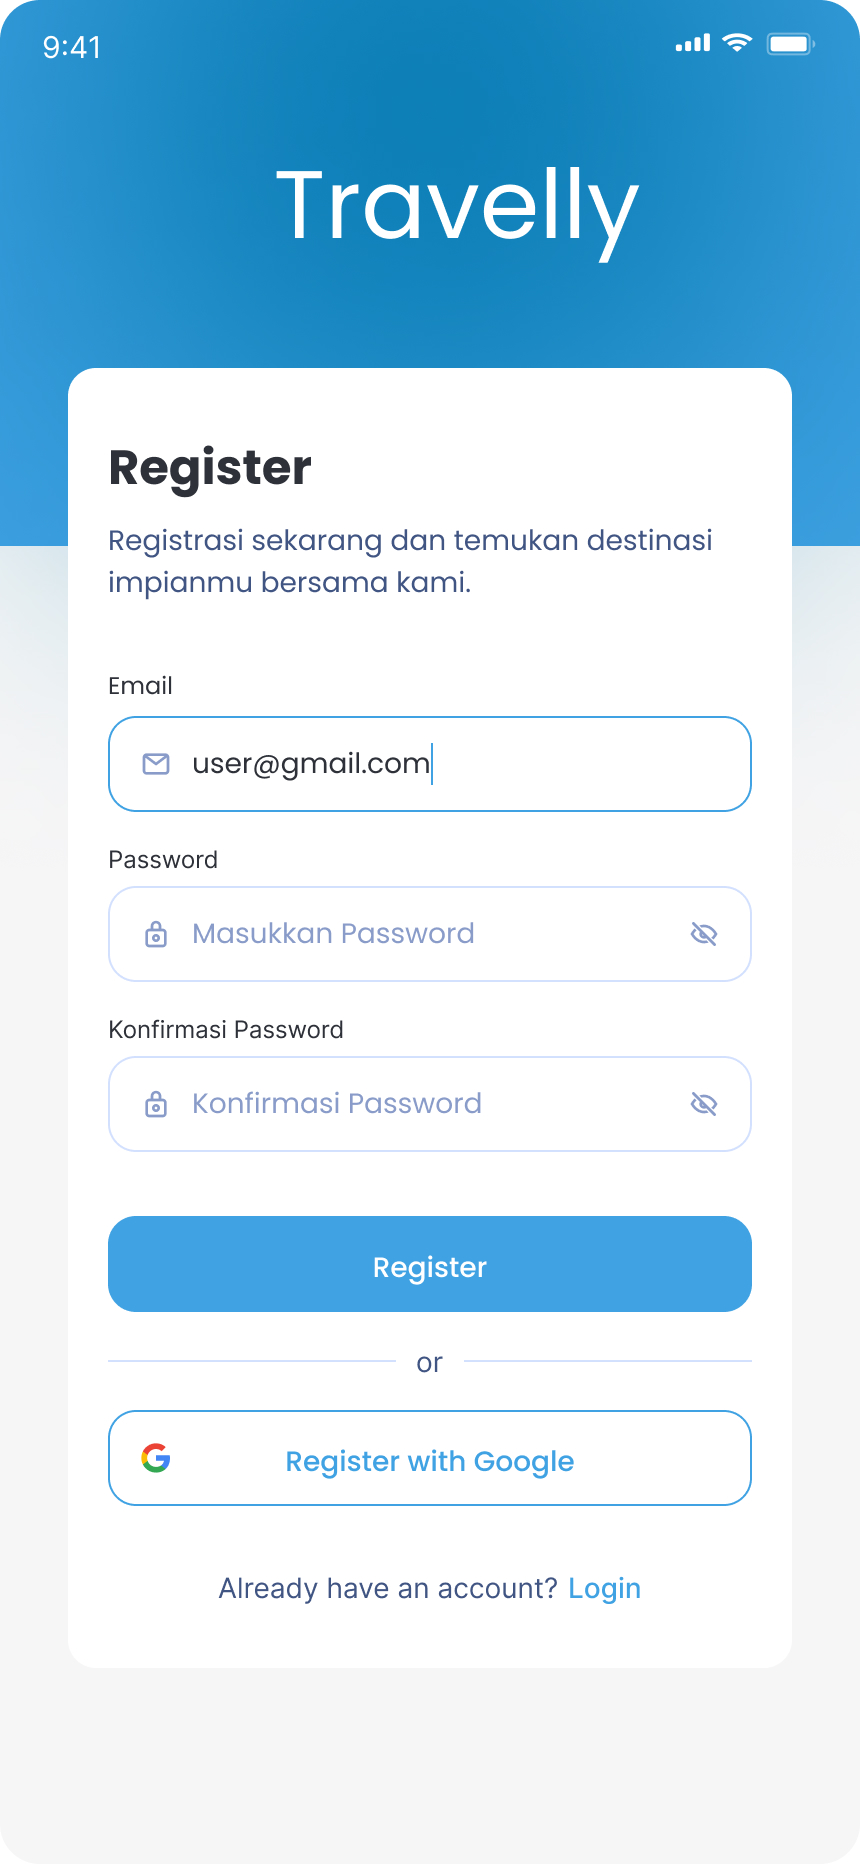 9:41
Travelly
Register
Registrasi sekarang dan temukan destinasi
impianmu bersama kami.
Email
user@gmail.com
Password
Masukkan Password
Konfirmasi Password
Konfirmasi Password
Register
or
Register with Google
Already have an account? Login